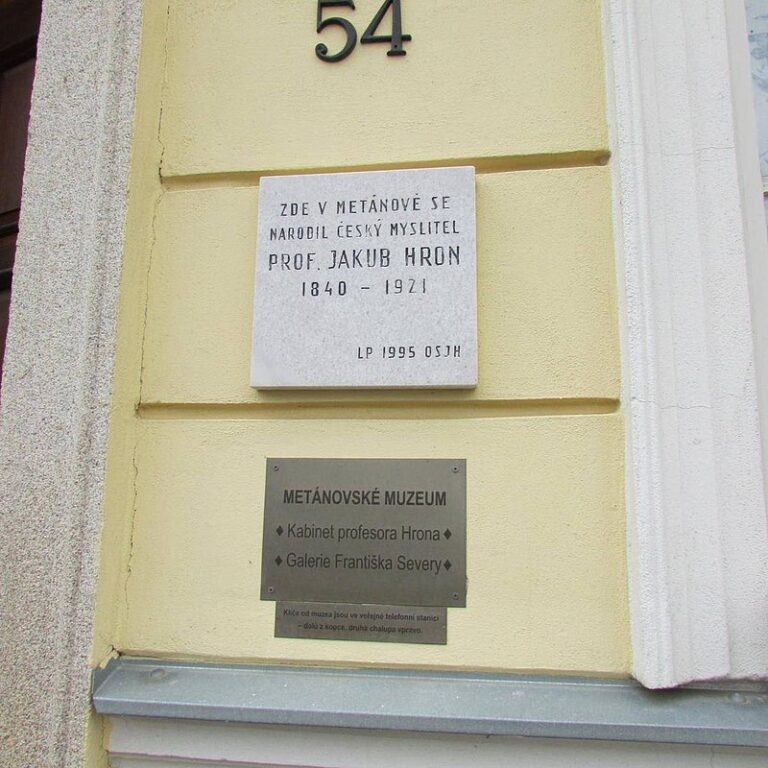 54
ZDE V METÁNOVĚ SE
NARODIL ČESKÝ MYSLITEL
PROF. JAKUB HRON
1840 - 1921
LP 1995 OSJH
METÁNOVSKÉ MUZEUM
♦ Kabinet profesora Hrona ♦
♦ Galerie Františka Severy ♦
Klíče od muzea jsou ve volejně telefonní stanici
– dolů z kopce, druhá chalupa vpravo.